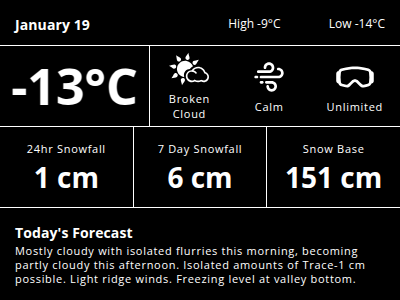 January 19 High -9°C Low -14°C
-13°C
Broken
Cloud
Calm
Unlimited
24hr Snowfall 7 Day Snowfall Snow Base
1 cm 6 cm 151 cm
Today's Forecast
Mostly cloudy with isolated flurries this morning, becoming
partly cloudy this afternoon. Isolated amounts of Trace-1 cm
possible. Light ridge winds. Freezing level at valley bottom.